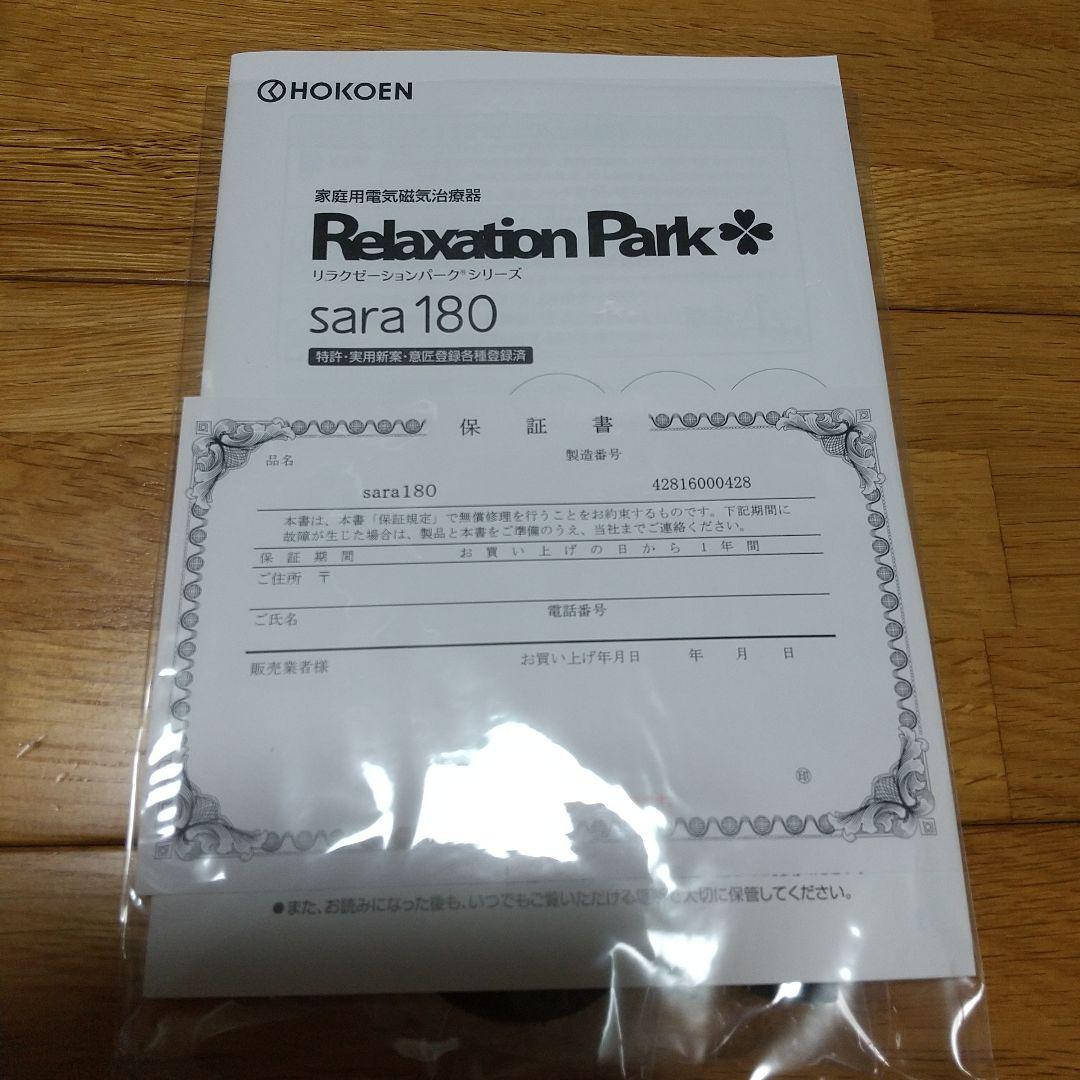 HOKOEN
家庭用電気磁気治療器
Relaxation Park
リラクゼーションパーク®シリーズ
sara 180
特許・実用新案・意匠登録各種登録済
保証書
品名 製造番号
sara180 42816000428
本書は、本書「保証規定」で無償修理を行うことをお約束するものです。下記期間に
故障が生じた場合は、製品と本書をご準備のうえ、当社までご連絡ください。
保証期間 お買い上げの日から1年間
ご住所 〒
ご氏名 電話番号
販売業者様 お買い上げ年月日 年 月 日
印
●また、お読みになった後も、いつでもご覧いただける場所で大切に保管してください。